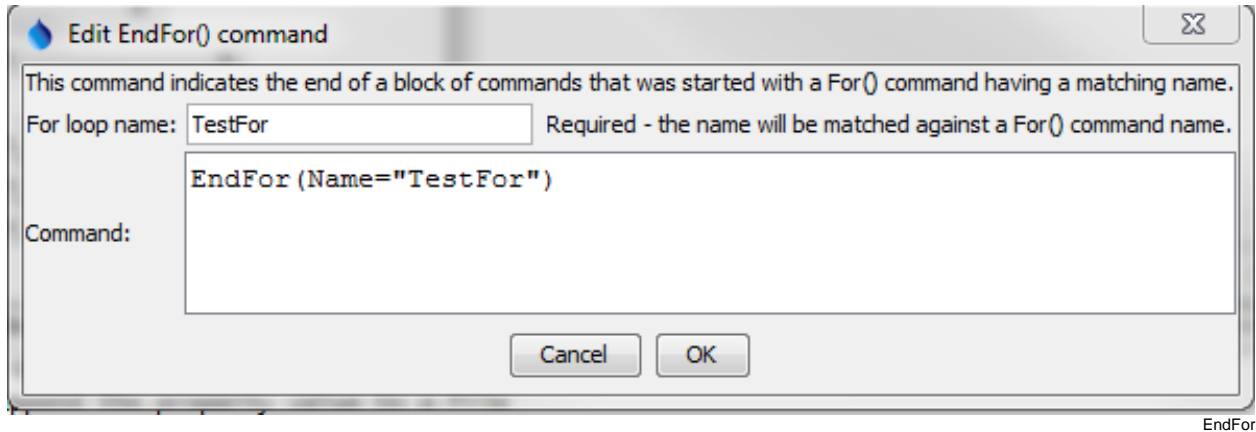 Edit EndFor() command
This command indicates the end of a block of commands that was started with a For() command having a matching name.
For loop name: TestFor Required - the name will be matched against a For() command name.
EndFor(Name="TestFor")
Command:
Cancel OK
EndFor